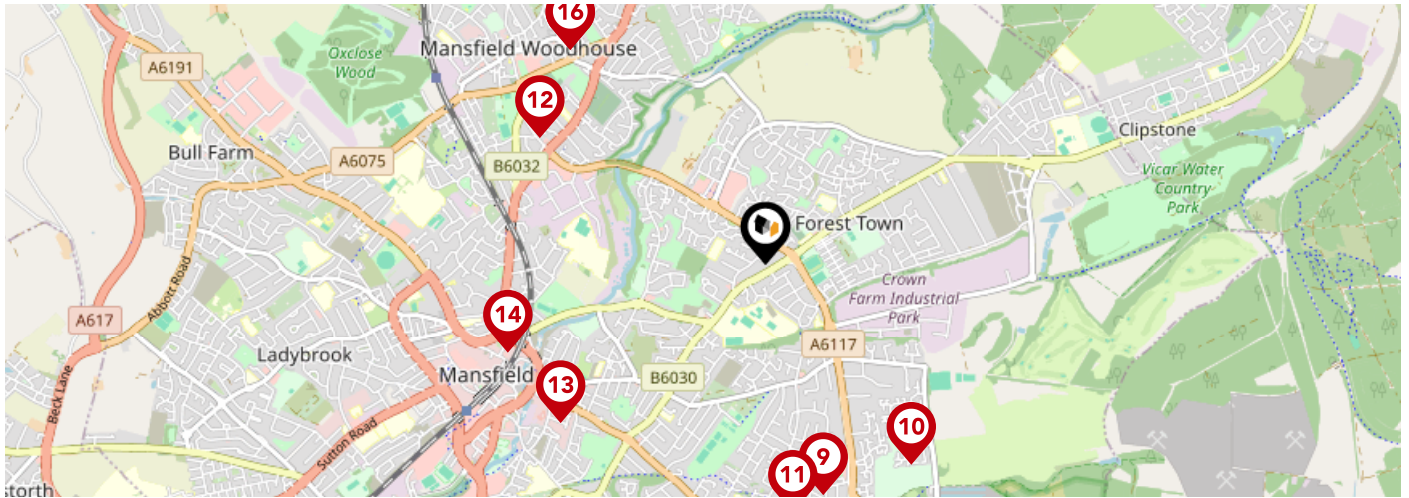 16
Mansfield Woodhouse
Oxclose
Wood
A6191
12
Clipstone
Bull Farm
A6075
B6032
Vicar Water
Country
Park
Forest Town
Abbott Road
Crown
Farm Industrial
Park
A617
14
A6117
Ladybrook
Mansfield
13
B6030
Beck Lane
Sutton Road
10
9
11
storth